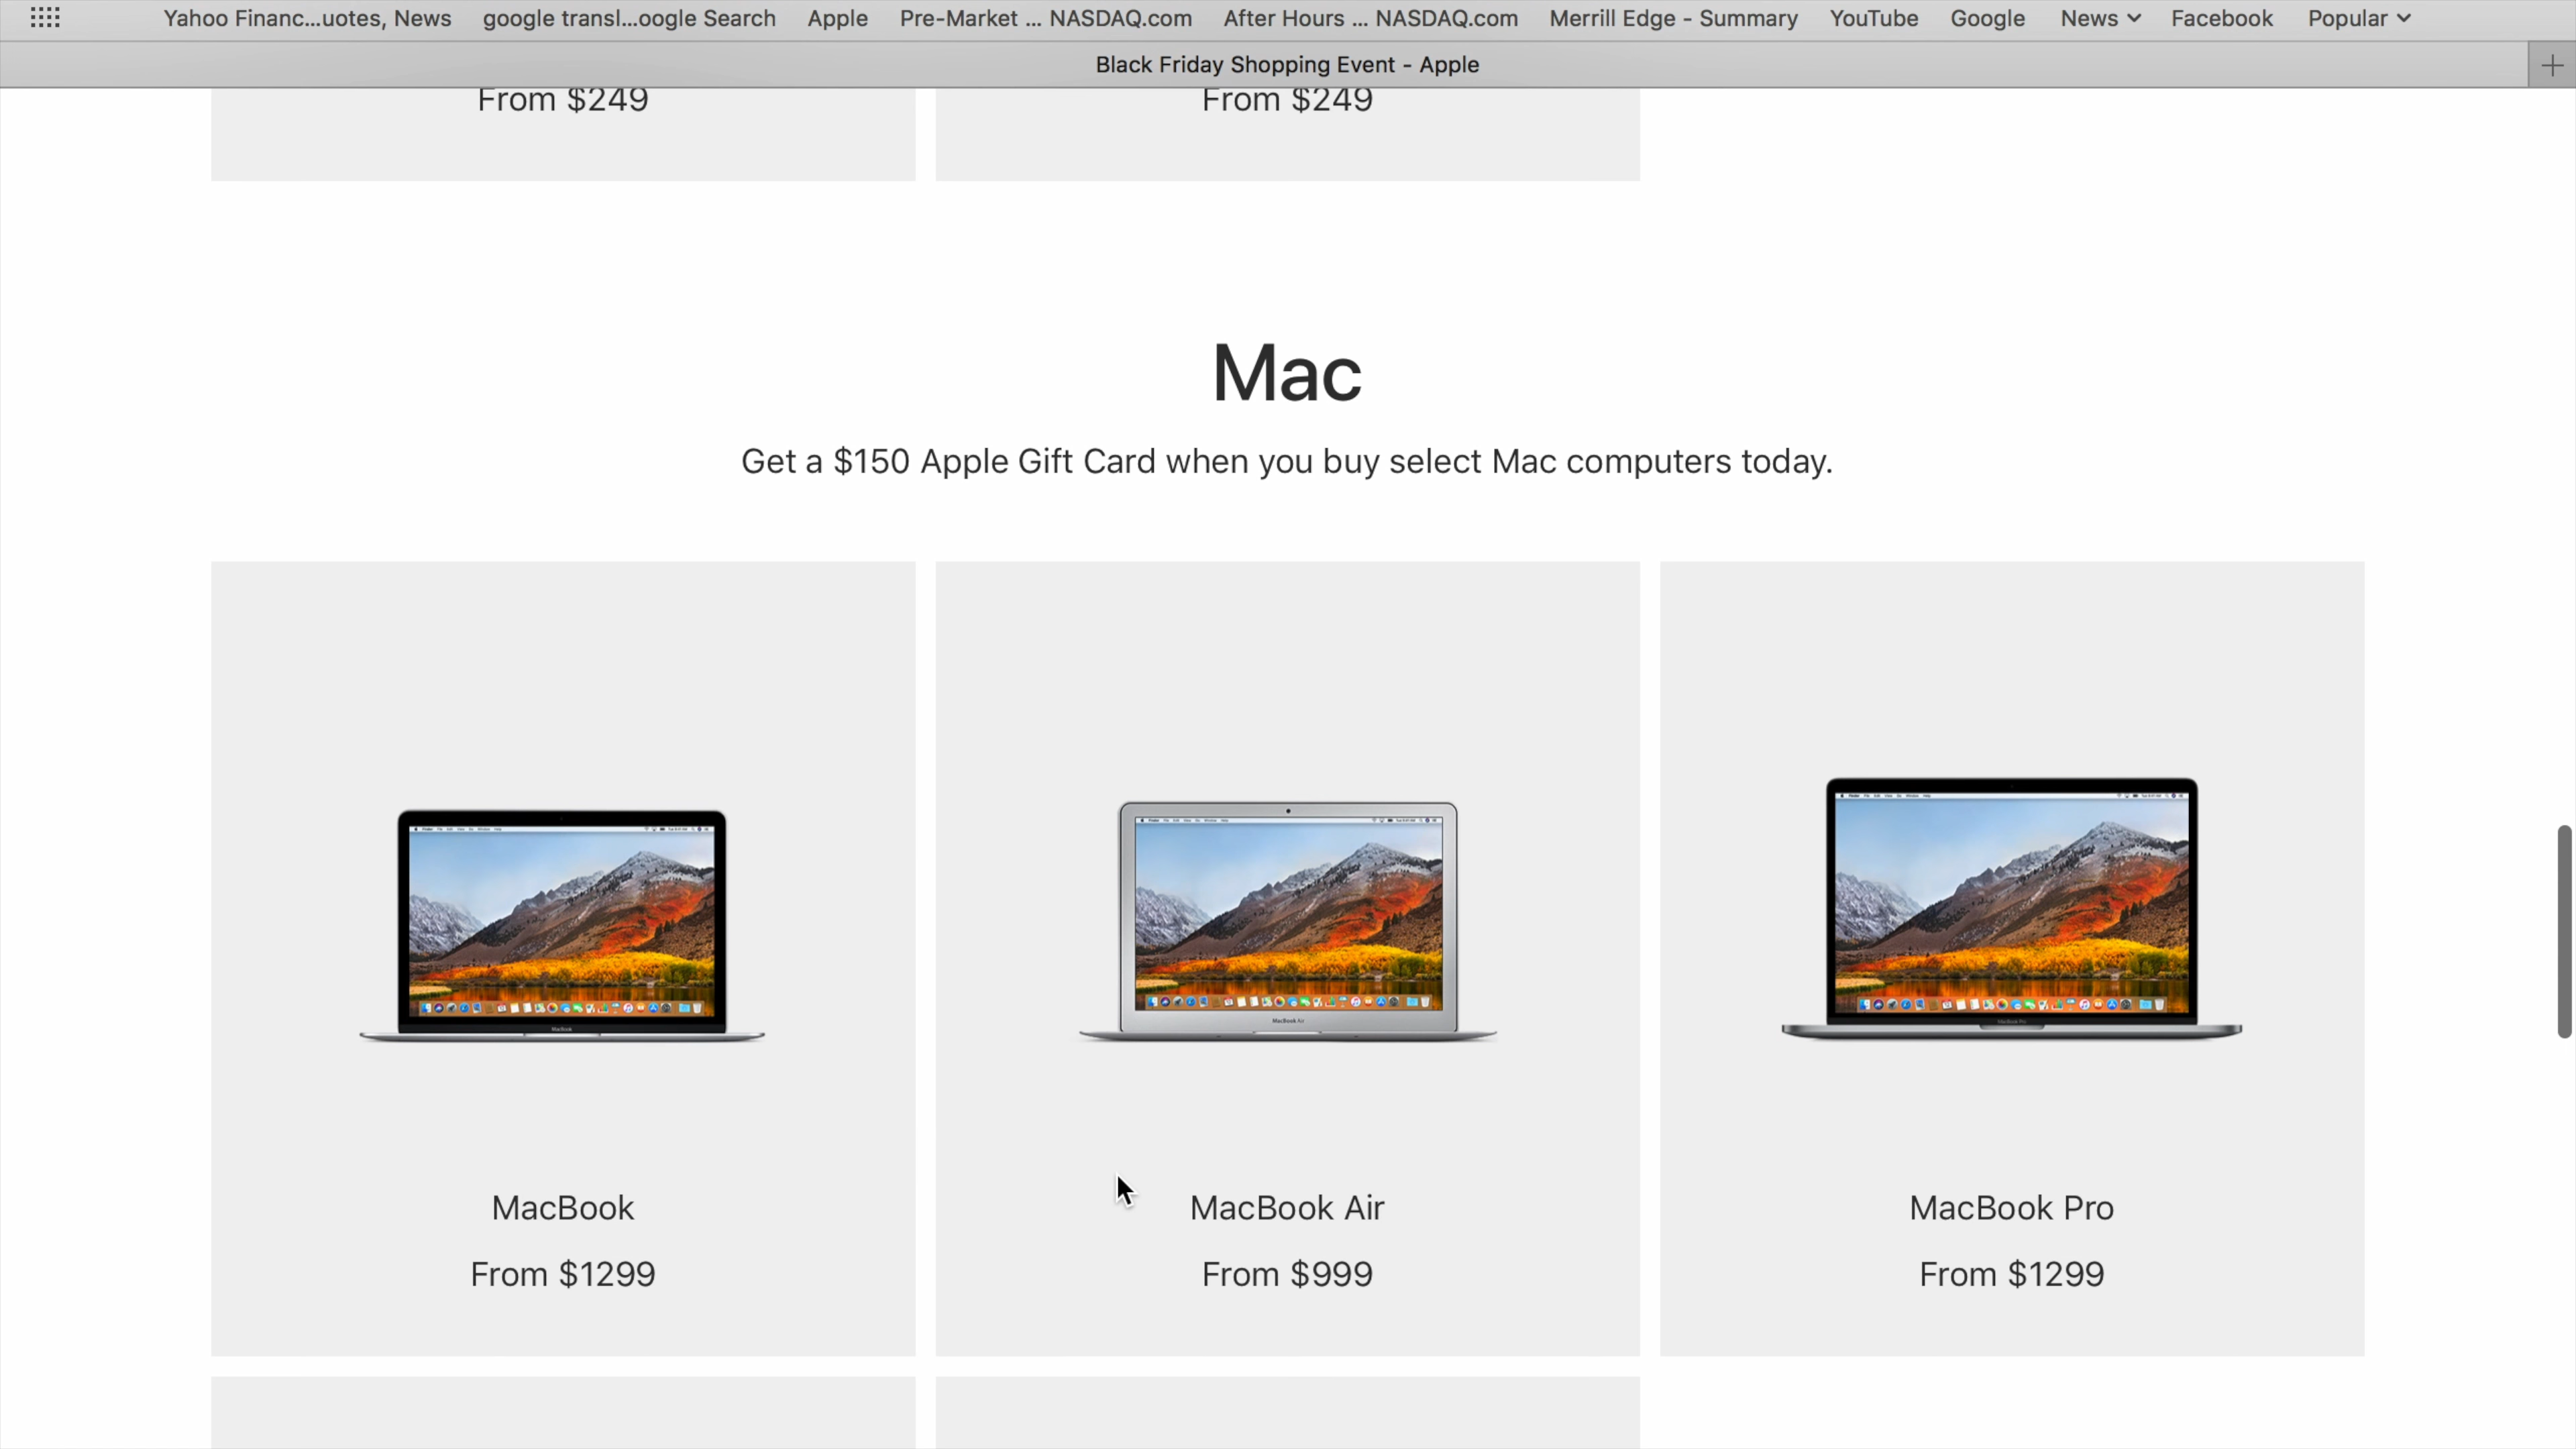 Yahoo Financ...uotes, News google transl...oogle Search Apple Pre-Market ... NASDAQ.com After Hours ... NASDAQ.com Merrill Edge - Summary YouTube Google News Facebook Popular
Black Friday Shopping Event - Apple
From $249
From $249
Mac
Get a $150 Apple Gift Card when you buy select Mac computers today.
MacBook
From $1299
MacBook Air
From $999
MacBook Pro
From $1299